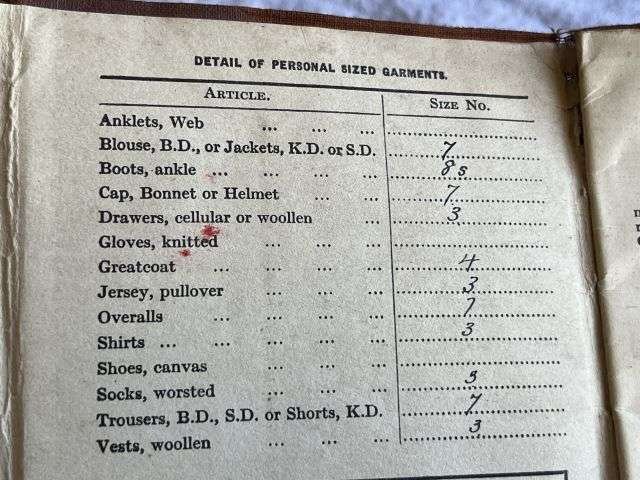 DETAIL OF PERSONAL SIZED GARMENTS.
ARTICLE. SIZE NO.
Anklets, Web ... ... ...
Blouse, B.D., or Jackets, K.D. or S.D. 7
Boots, ankle ... ... ... ... 8s
Cap, Bonnet or Helmet ... ... 7
Drawers, cellular or woollen ... 3
Gloves, knitted ... ... ...
Greatcoat ... ... ... ... 4
Jersey, pullover ... ... ... 3
Overalls ... ... ... ... 7
Shirts ... ... ... ... ... 3
Shoes, canvas ... ... ...
Socks, worsted ... ... ... 3
Trousers, B.D., S.D. or Shorts, K.D. 7
Vests, woollen ... ... ... 3